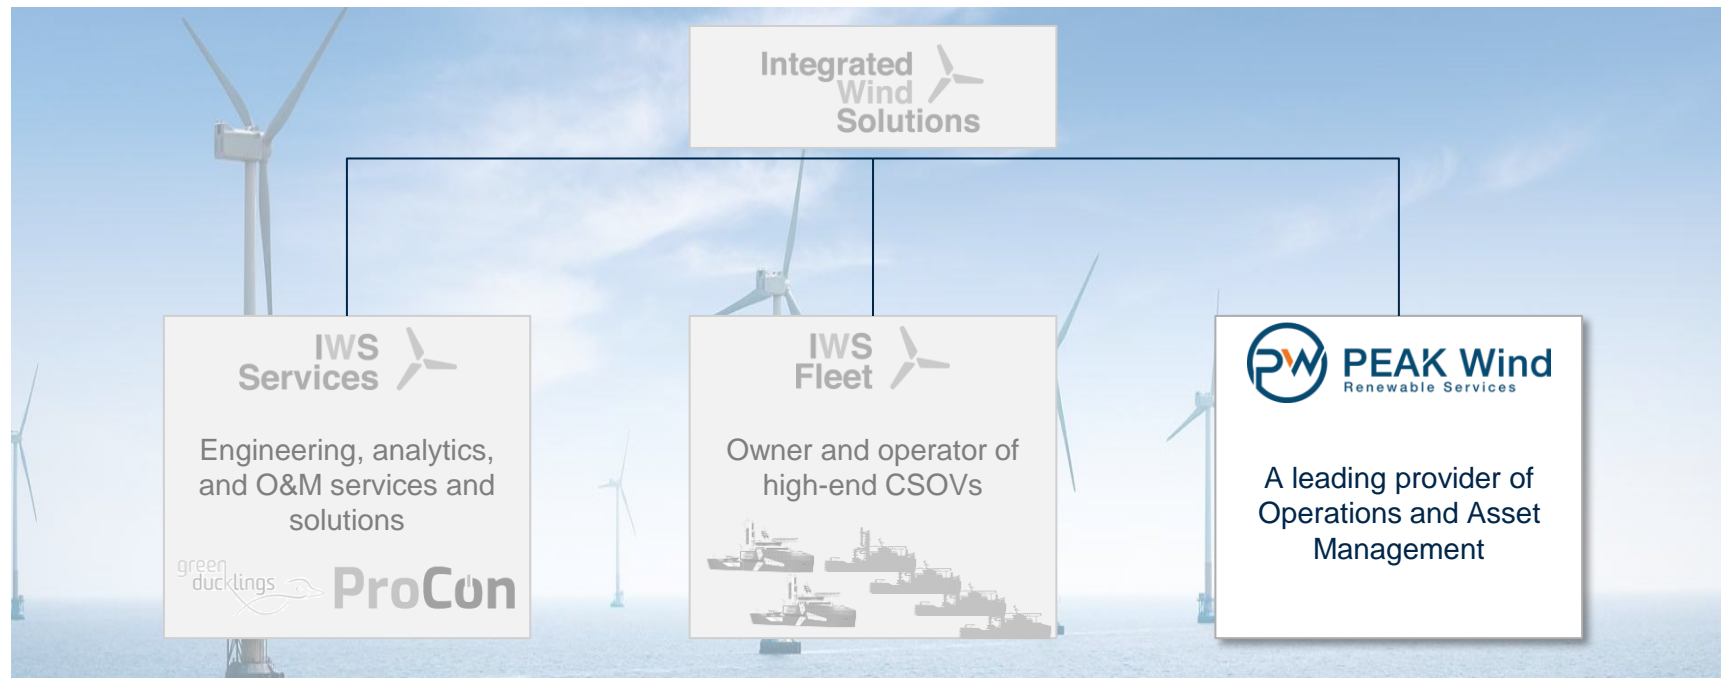 Integrated
Wind
Solutions
IWS
Services
Engineering, analytics,
and O&M services and
solutions
green
ducklings
ProCon
IWS
Fleet
Owner and operator of
high-end CSOVs
PW
PEAK Wind
Renewable Services
A leading provider of
Operations and Asset
Management